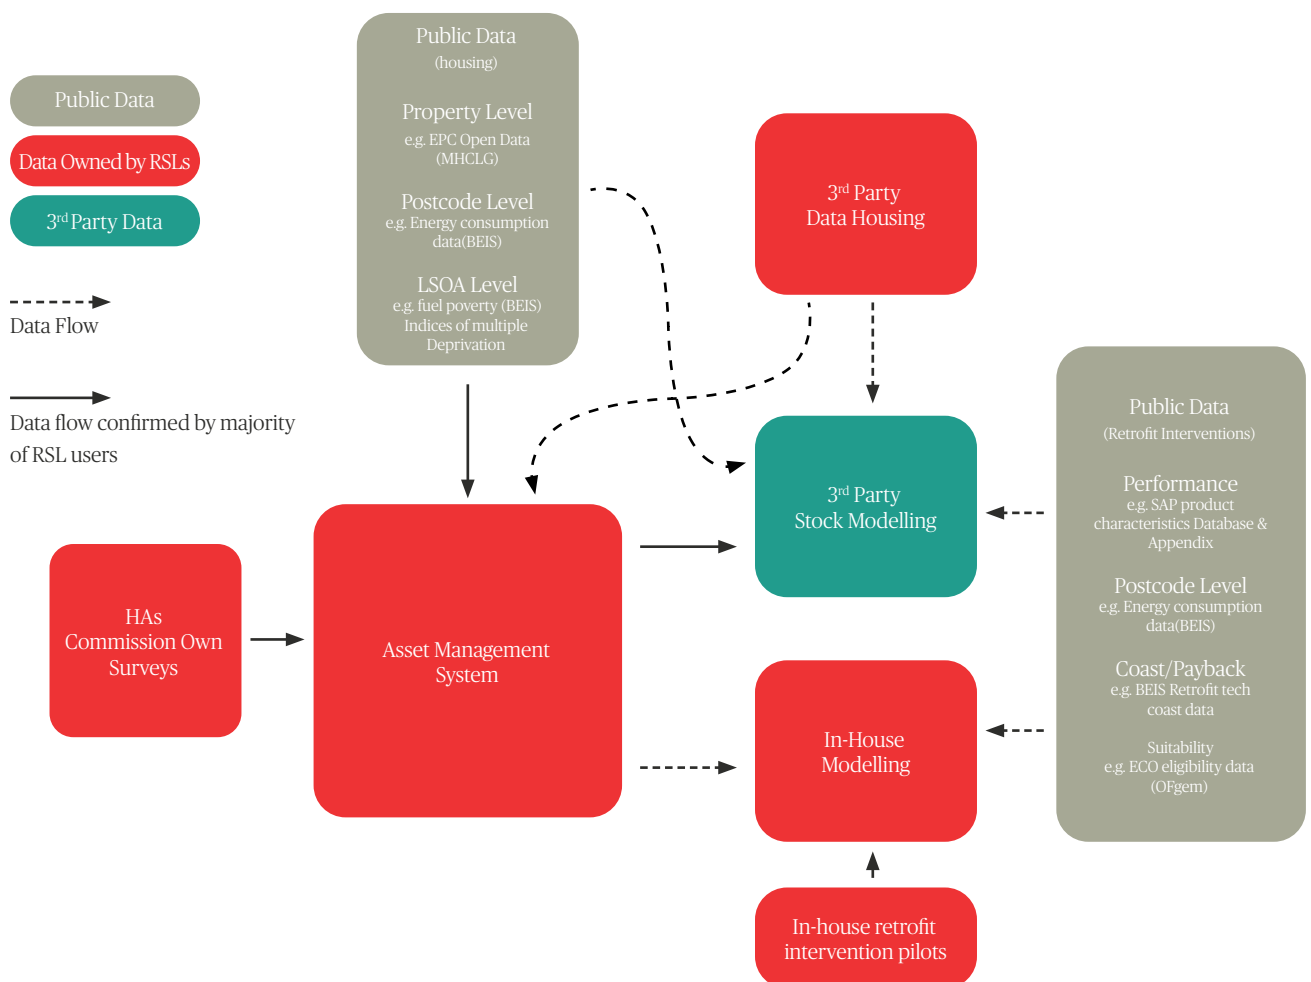 Public Data
Data Owned by RSLs
3rd Party Data
Data Flow
Data flow confirmed by majority
of RSL users
Public Data
(housing)
Property Level
e.g. EPC Open Data
(MHCLG)
Postcode Level
e.g. Energy consumption
data(BEIS)
LSOA Level
e.g. fuel poverty (BEIS)
Indices of multiple
Deprivation
3rd Party
Data Housing
HAs
Commission Own
Surveys
Asset Management
System
3rd Party
Stock Modelling
In-House
Modelling
In-house retrofit
intervention pilots
Public Data
(Retrofit Interventions)
Performance
e.g. SAP product
characteristics Database &
Appendix
Postcode Level
e.g. Energy consumption
data(BEIS)
Coast/Payback
e.g. BEIS Retrofit tech
coast data
Suitability
e.g. ECO eligibility data
(OFgem)